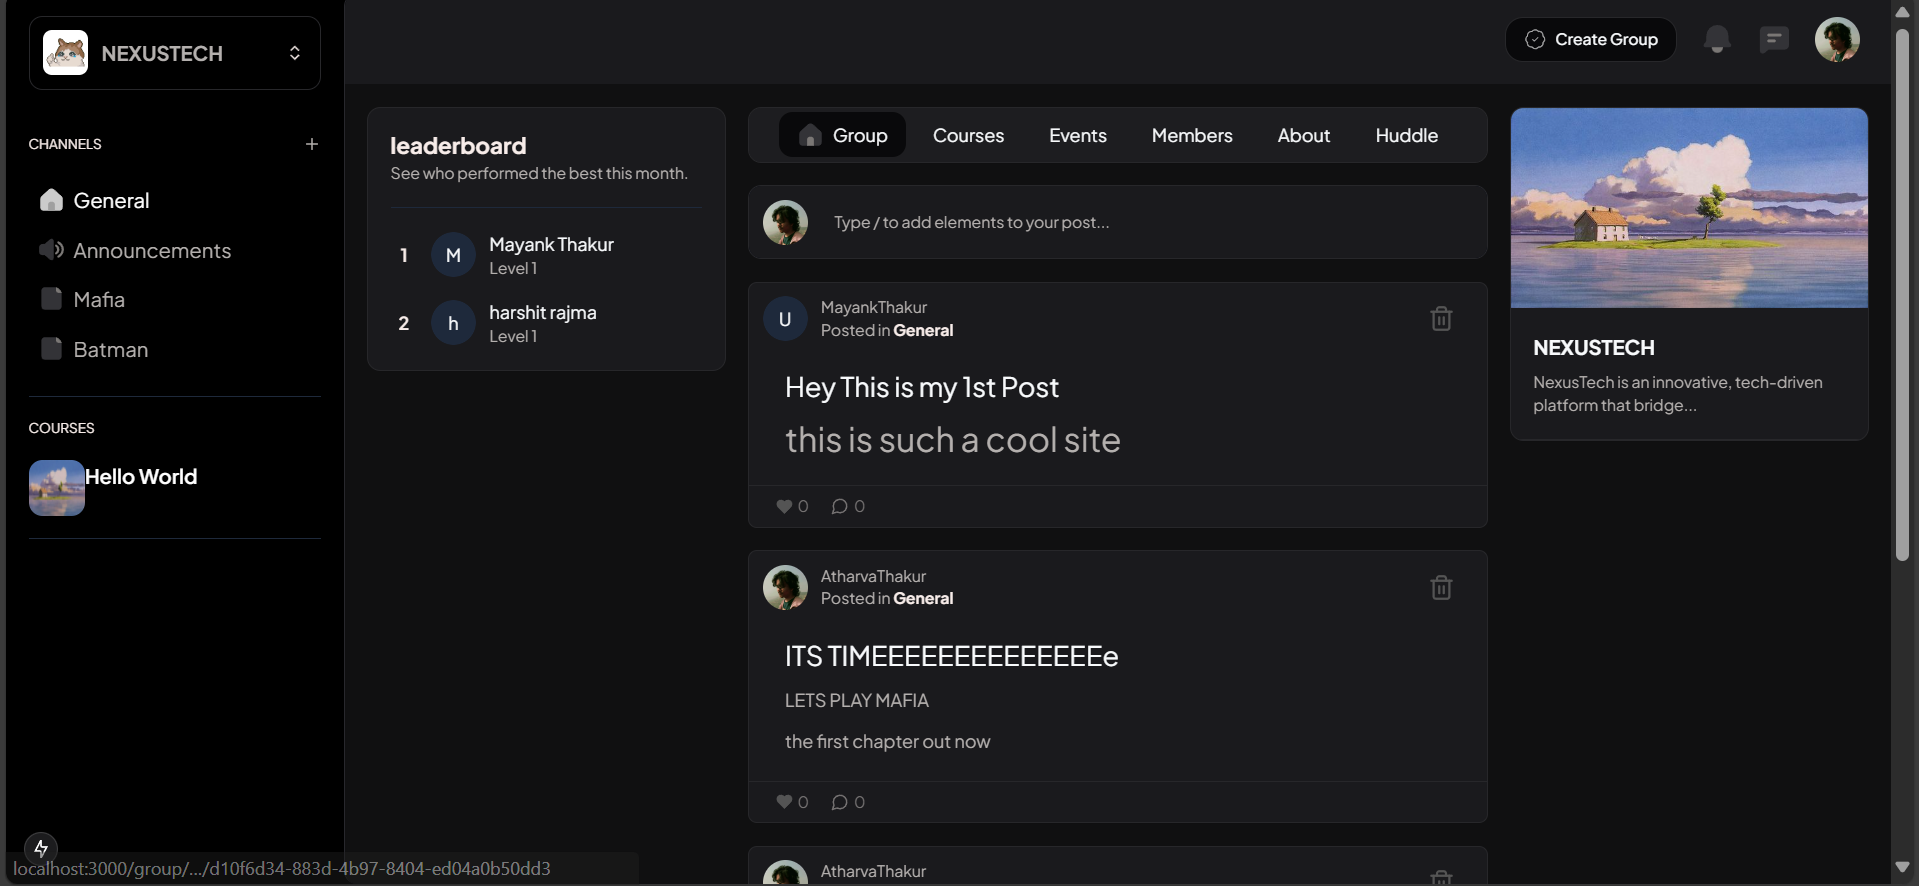 NEXUSTECH
Create Group
CHANNELS
General
Announcements
Mafia
Batman
COURSES
Hello World
leaderboard
See who performed the best this month.
1
M
Mayank Thakur
Level 1
2
h
harshit rajma
Level 1
Group
Courses
Events
Members
About
Huddle
Type / to add elements to your post...
U
MayankThakur
Posted in General
Hey This is my 1st Post
this is such a cool site
0
0
AtharvaThakur
Posted in General
ITS TIMEEEEEEEEEEEEEEe
LETS PLAY MAFIA
the first chapter out now
0
0
AtharvaThakur
NEXUSTECH
NexusTech is an innovative, tech-driven
platform that bridge...
localhost:3000/group/.../d10f6d34-883d-4b97-8404-ed04a0b50dd3